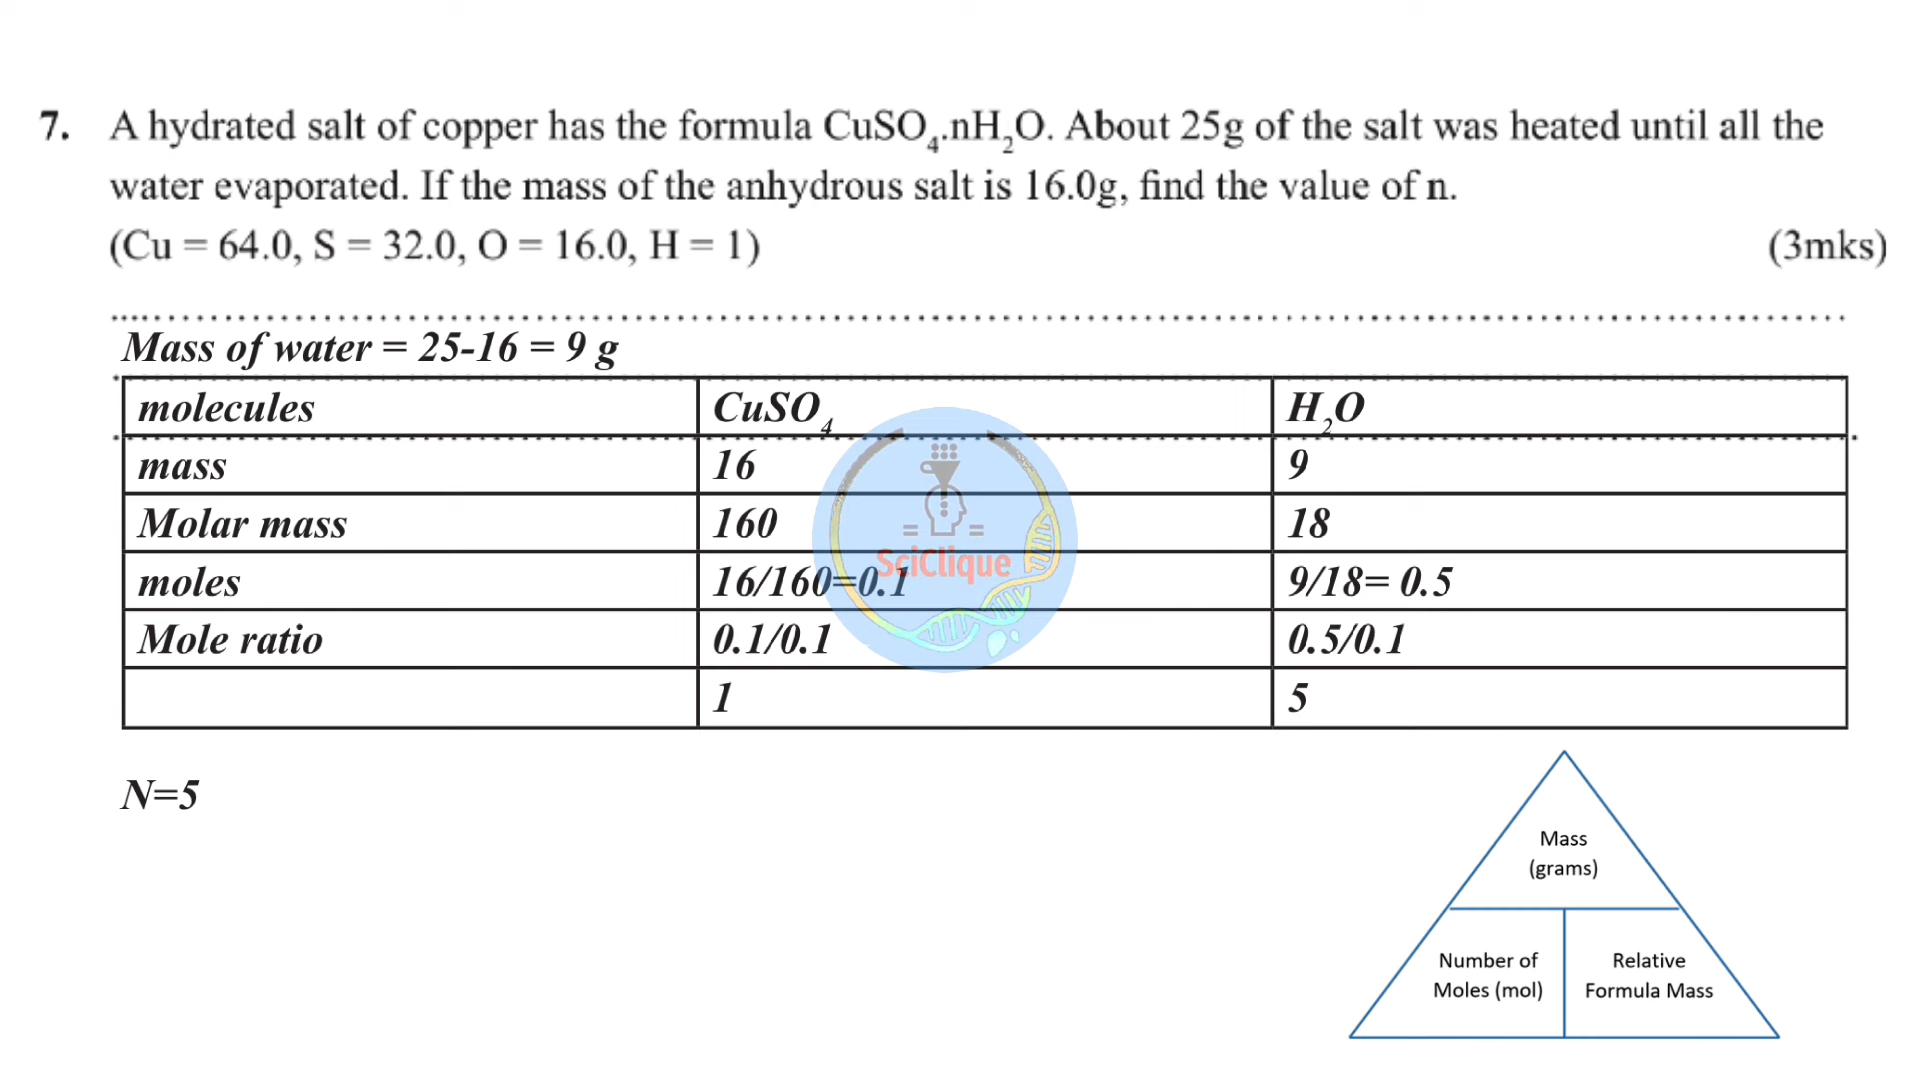 7. A hydrated salt of copper has the formula CuSO₄.nH₂O. About 25g of the salt was heated until all the
water evaporated. If the mass of the anhydrous salt is 16.0g, find the value of n.
(Cu = 64.0, S = 32.0, O = 16.0, H = 1) (3mks)
Mass of water = 25-16 = 9 g
molecules CuSO₄ H₂O
mass 16 9
Molar mass 160 18
moles 16/160=0.1 9/18= 0.5
Mole ratio 0.1/0.1 0.5/0.1
1 5
SciClique
N=5
Mass
(grams)
Number of
Moles (mol)
Relative
Formula Mass